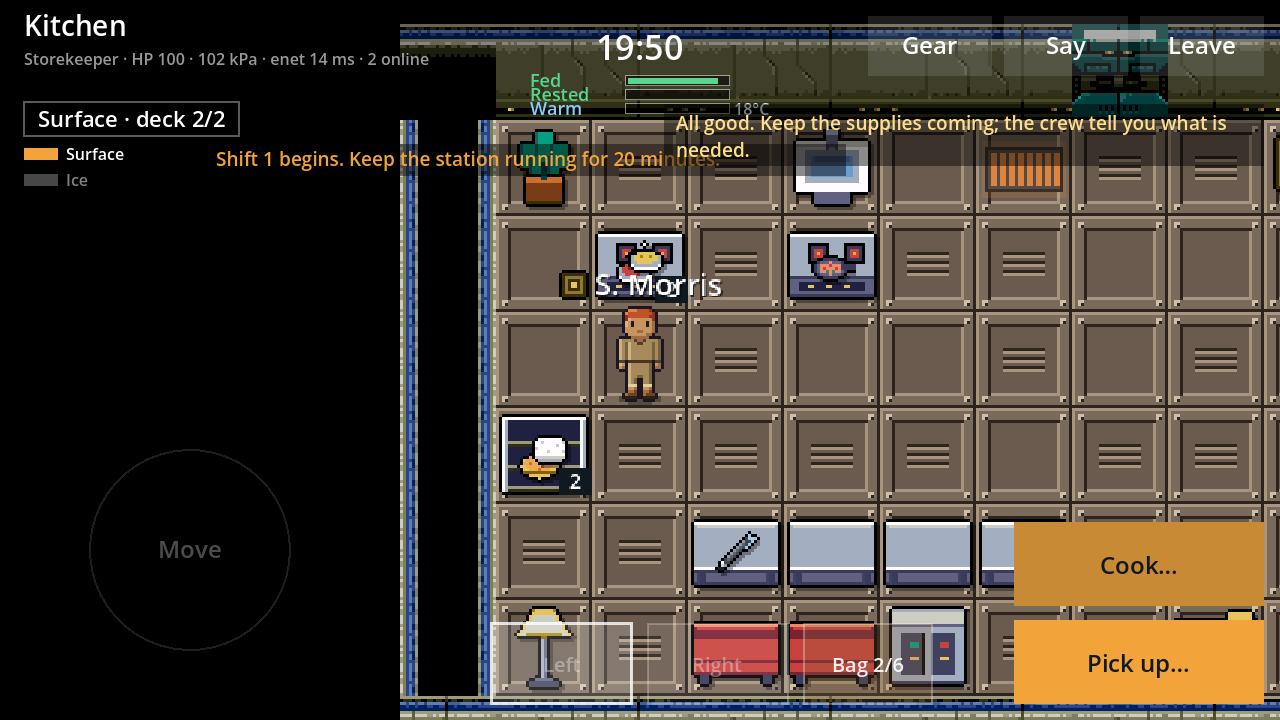 Kitchen
Storekeeper · HP 100 · 102 kPa · enet 14 ms · 2 online
Surface · deck 2/2
Surface
Ice
19:50
Fed
Rested
Warm
18°C
Gear
Say
Leave
All good. Keep the supplies coming; the crew tell you what is
needed.
Shift 1 begins. Keep the station running for 20 minutes.
S. Morris
2
Move
Cook...
Pick up...
Left
Right
Bag 2/6